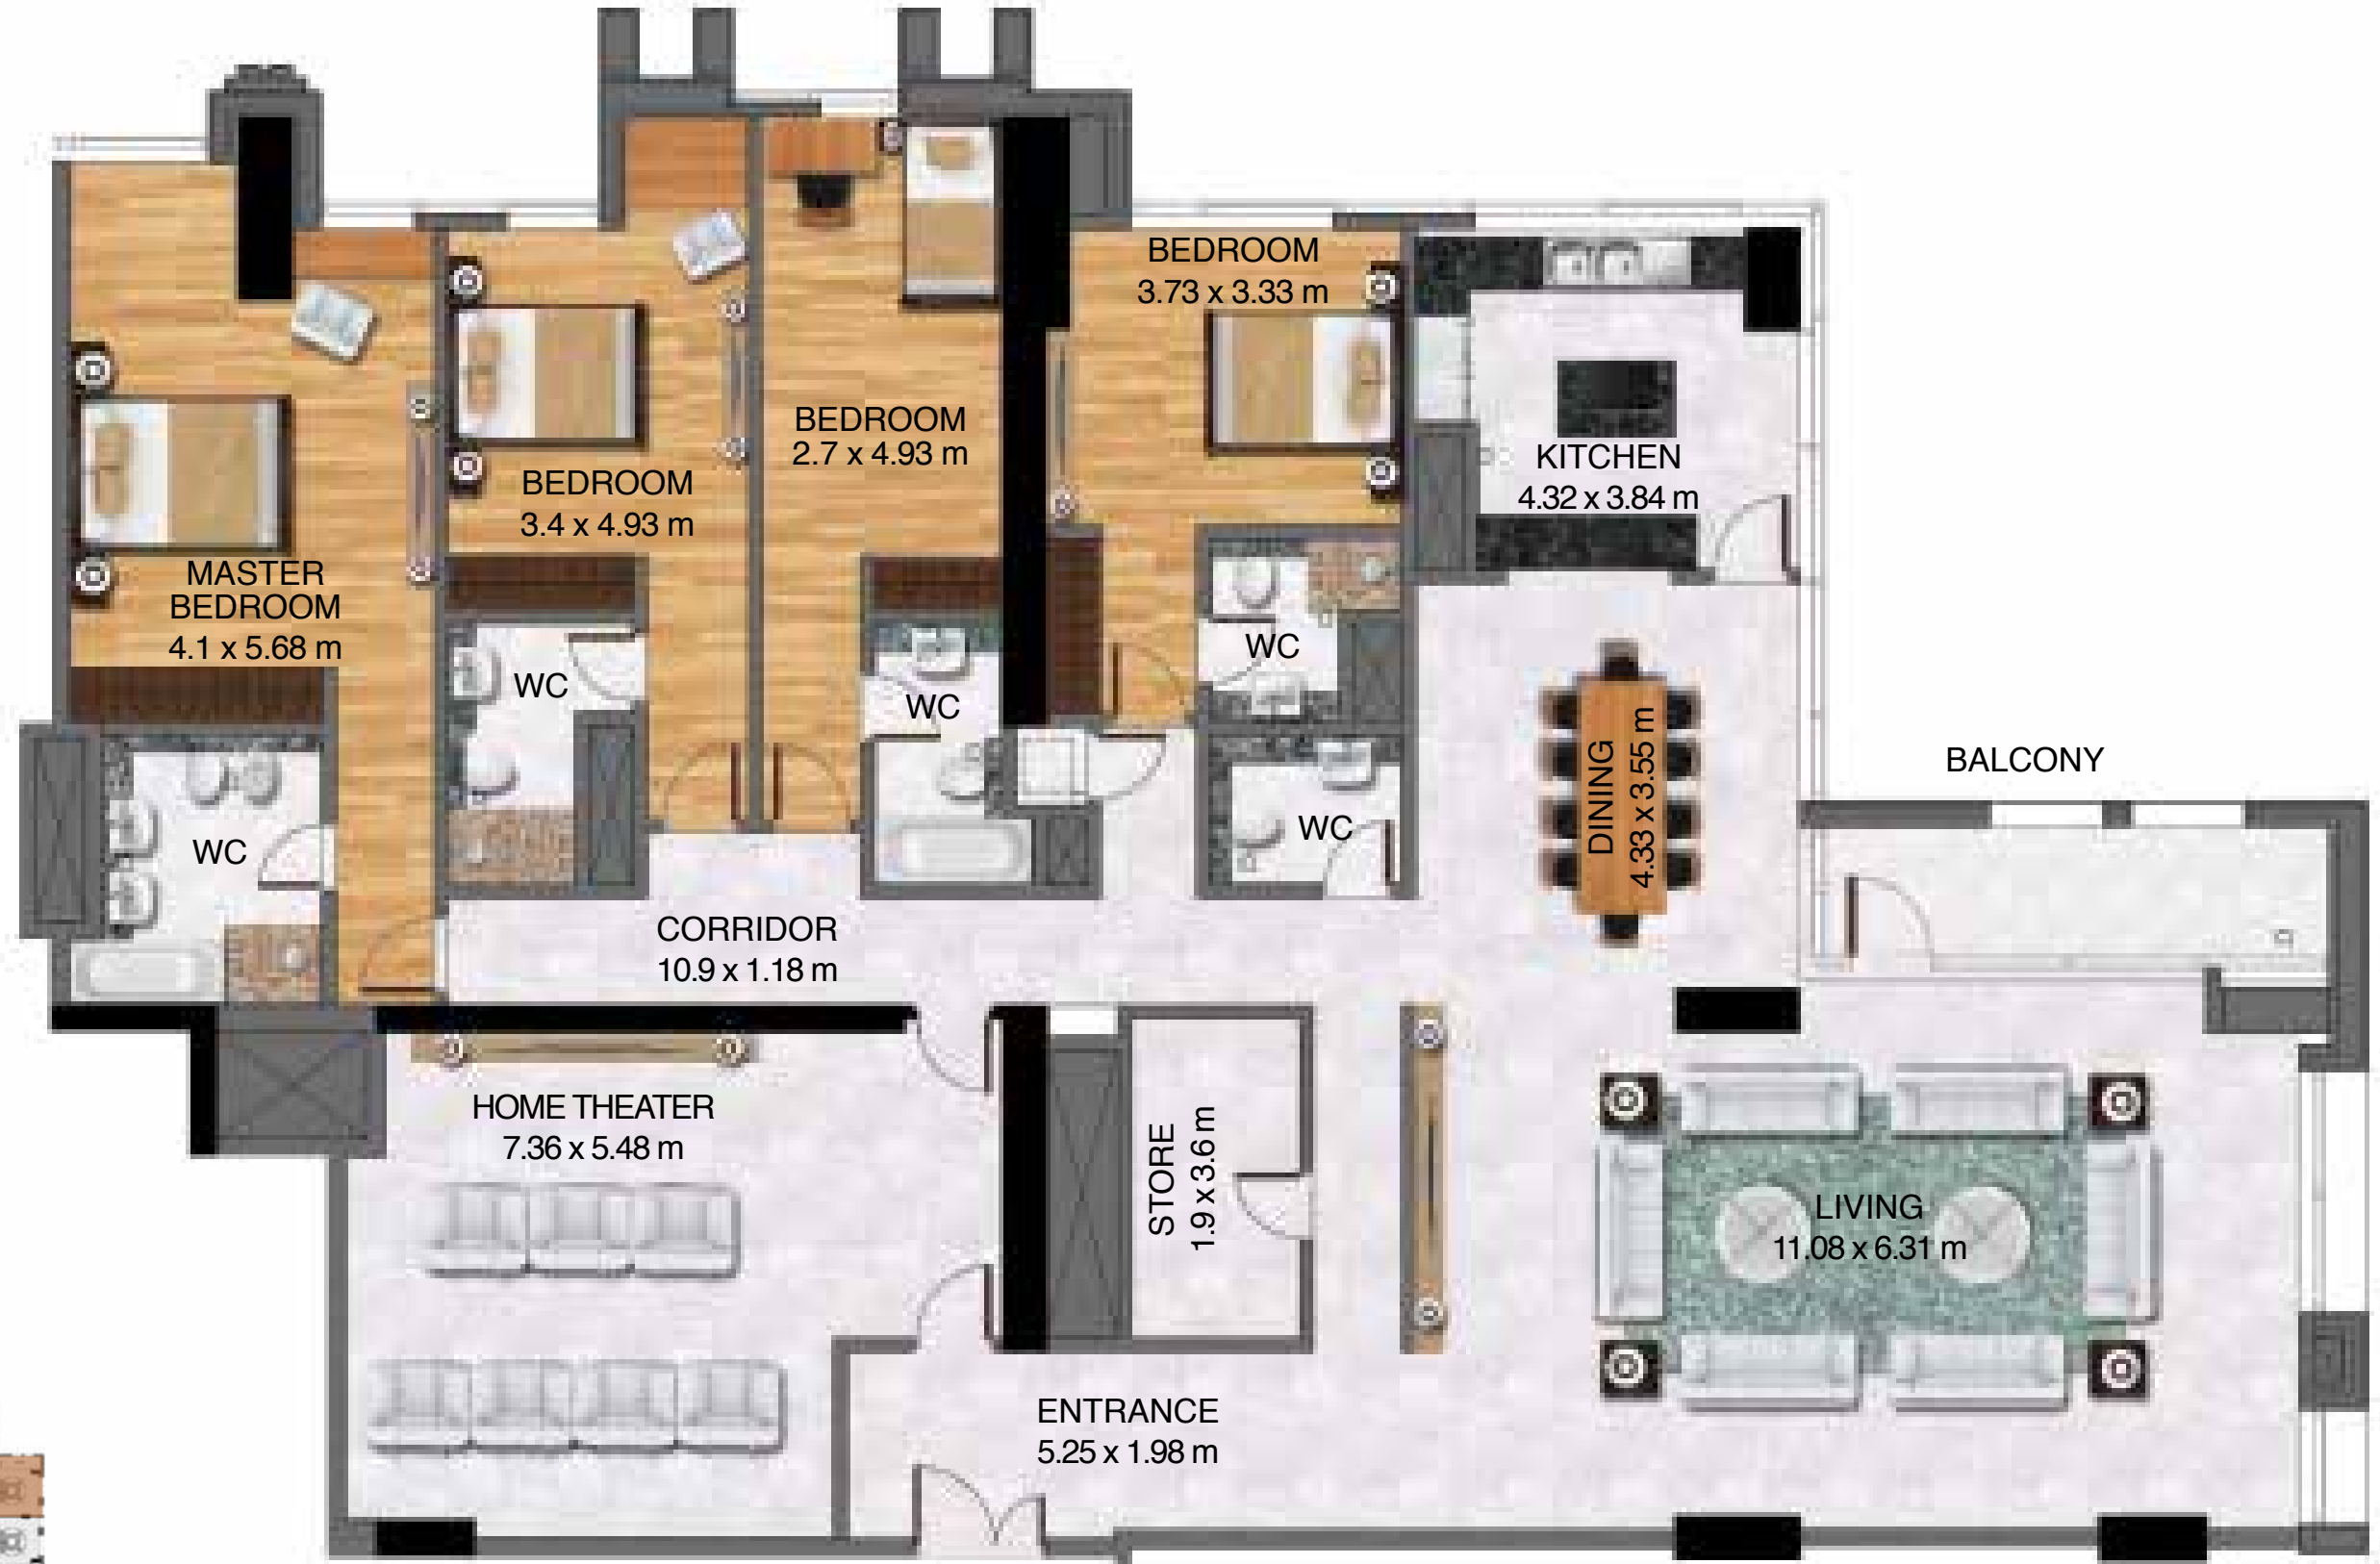 BEDROOM
3.73 x 3.33 m
BEDROOM
2.7 x 4.93 m
KITCHEN
4.32 x 3.84 m
BEDROOM
3.4 x 4.93 m
MASTER
BEDROOM
4.1 x 5.68 m
WC
WC
WC
WC
WC
DINING
4.33 x 3.55 m
BALCONY
CORRIDOR
10.9 x 1.18 m
HOME THEATER
7.36 x 5.48 m
STORE
1.9 x 3.6 m
LIVING
11.08 x 6.31 m
ENTRANCE
5.25 x 1.98 m